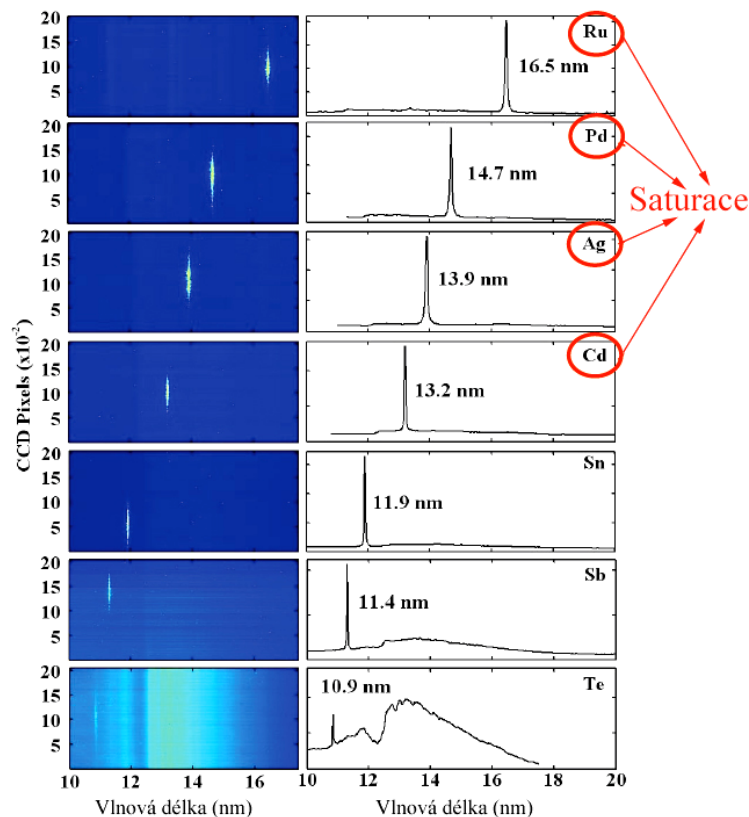 20
15
10
5
Ru
16.5 nm
20
15
10
5
Pd
14.7 nm
Saturace
20
15
10
5
Ag
13.9 nm
20
15
10
5
Cd
13.2 nm
CCD Pixels (x10⁻²)
20
15
10
5
Sn
11.9 nm
20
15
10
5
Sb
11.4 nm
20
15
10
5
Te
10.9 nm
10 12 14 16
10 12 14 16 18 20
Vlnová délka (nm)
Vlnová délka (nm)